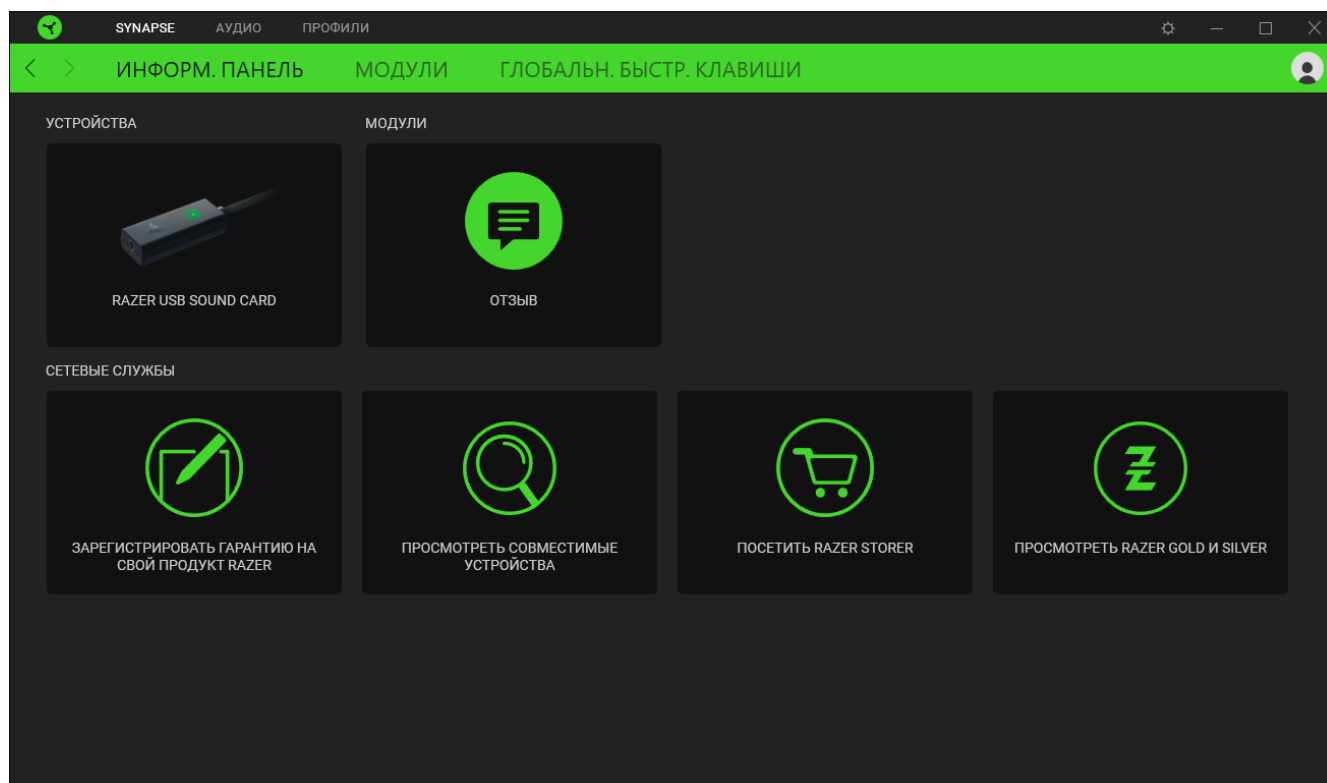 SYNAPSE АУДИО ПРОФИЛИ
ИНФОРМ. ПАНЕЛЬ МОДУЛИ ГЛОБАЛЬН. БЫСТР. КЛАВИШИ
УСТРОЙСТВА МОДУЛИ
RAZER USB SOUND CARD ОТЗЫВ
СЕТЕВЫЕ СЛУЖБЫ
ЗАРЕГИСТРИРОВАТЬ ГАРАНТИЮ НА
СВОЙ ПРОДУКТ RAZER
ПРОСМОТРЕТЬ СОВМЕСТИМЫЕ
УСТРОЙСТВА
ПОСЕТИТЬ RAZER STORER
ПРОСМОТРЕТЬ RAZER GOLD И SILVER